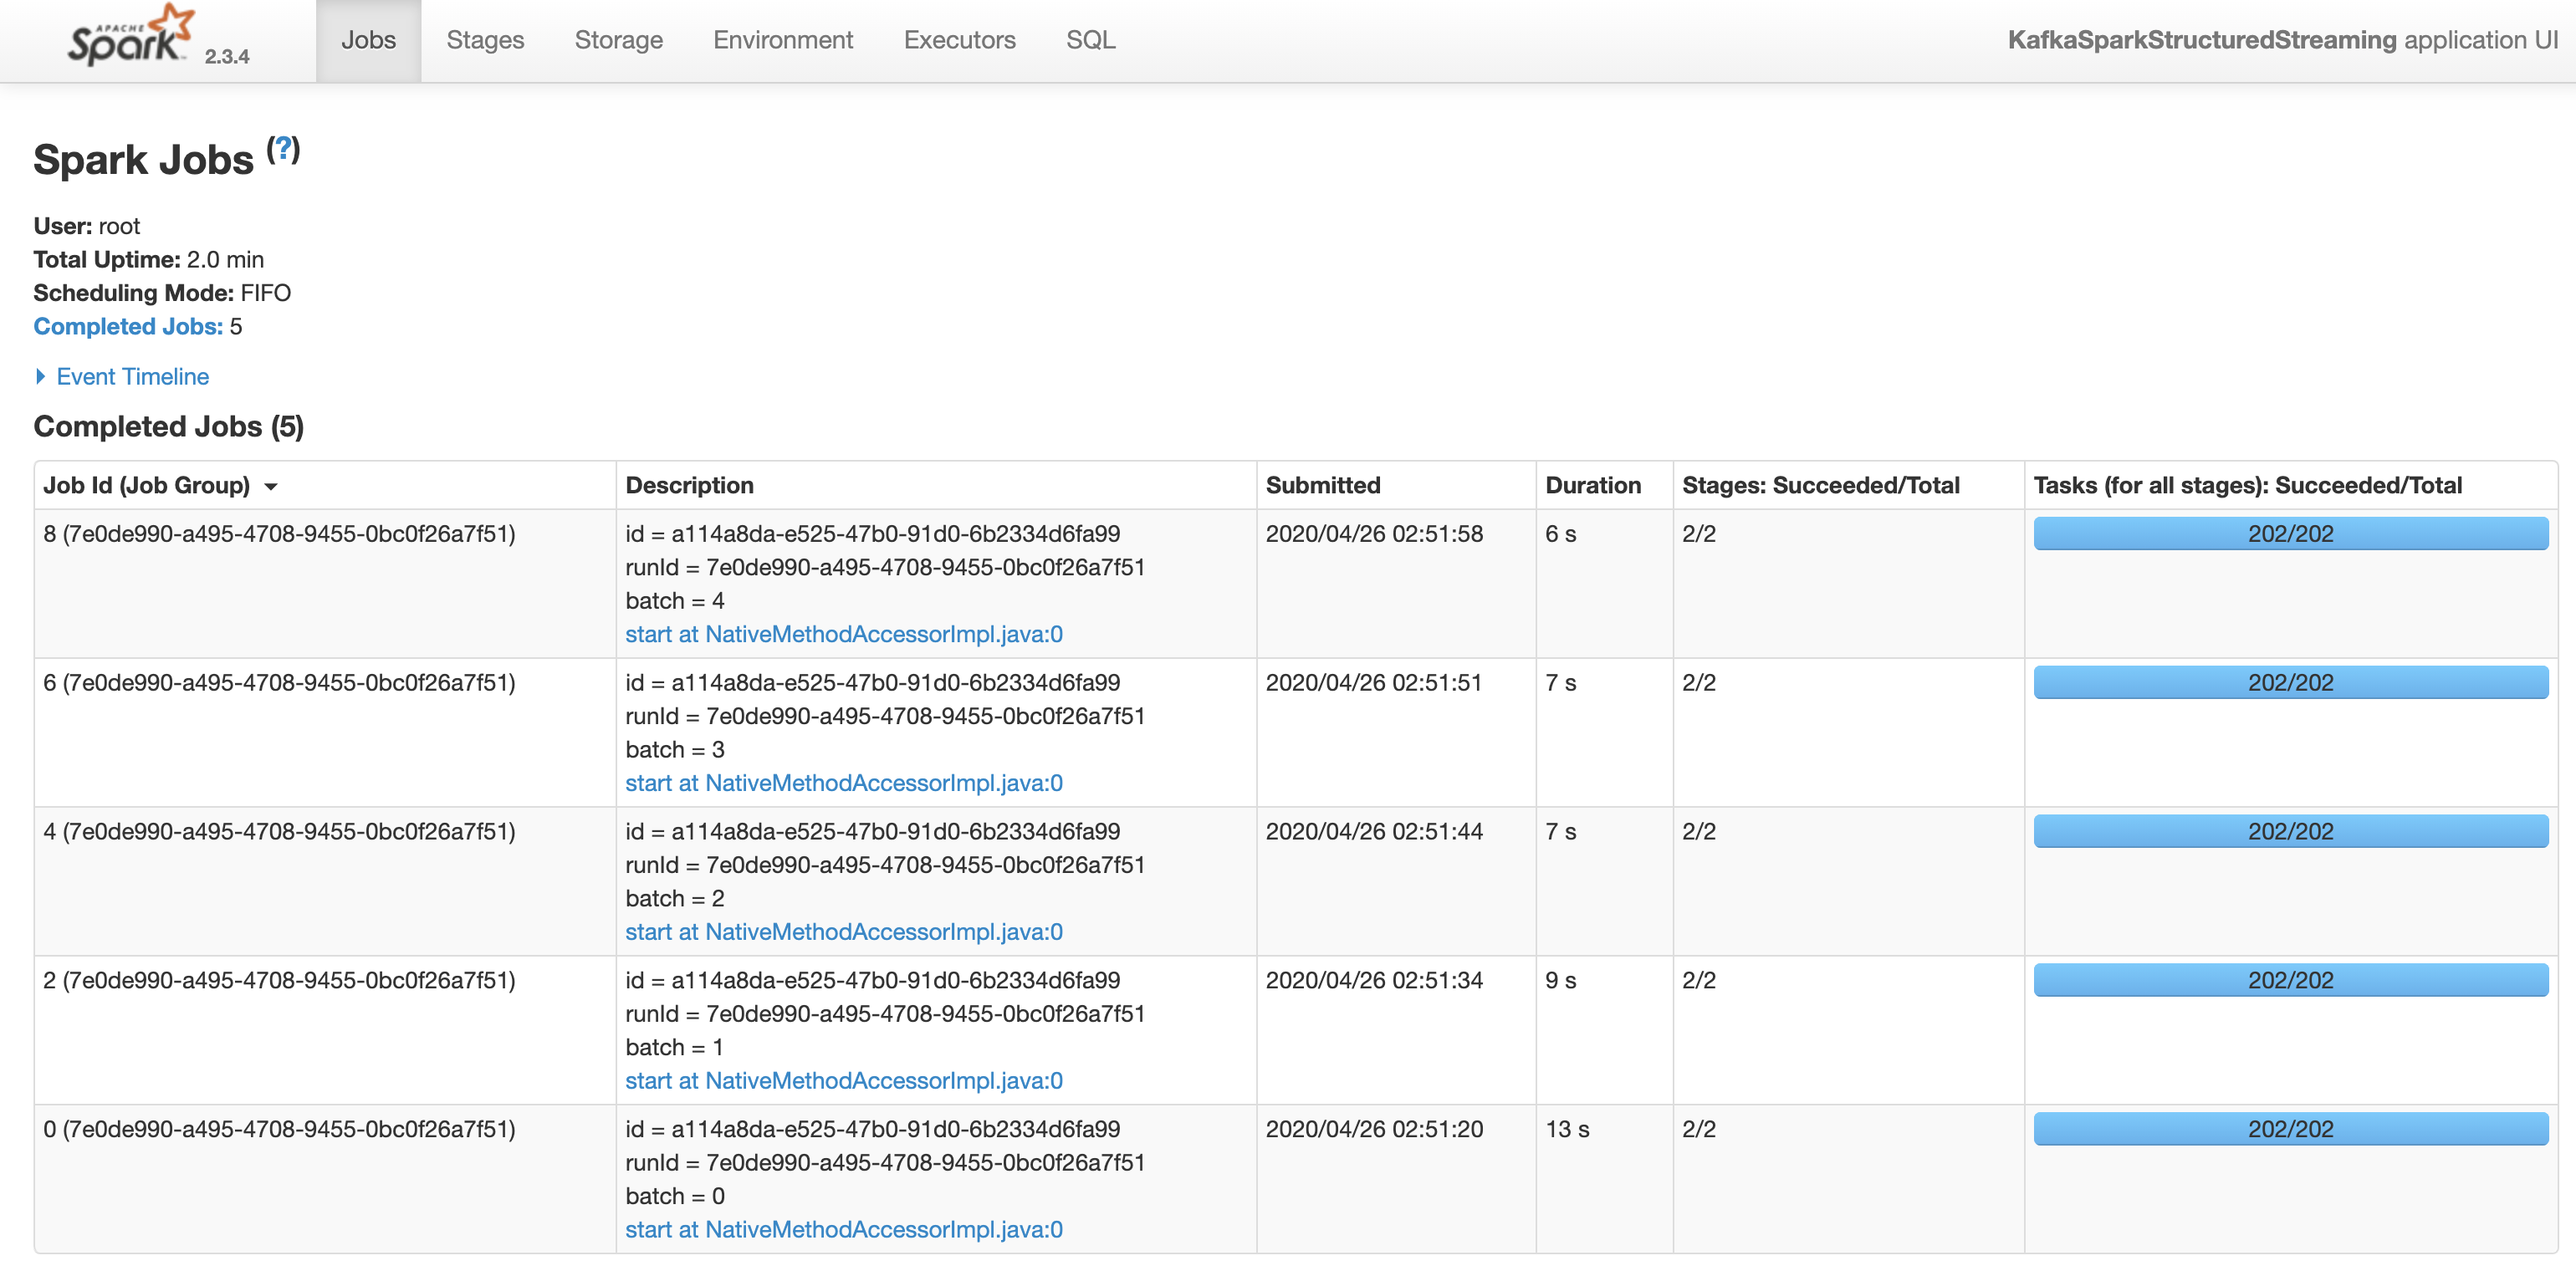 APACHE Spark 2.3.4 Jobs Stages Storage Environment Executors SQL KafkaSparkStructuredStreaming application UI
Spark Jobs (?)
User: root
Total Uptime: 2.0 min
Scheduling Mode: FIFO
Completed Jobs: 5
Event Timeline
Completed Jobs (5)
Job Id (Job Group) Description Submitted Duration Stages: Succeeded/Total Tasks (for all stages): Succeeded/Total
8 (7e0de990-a495-4708-9455-0bc0f26a7f51) id = a114a8da-e525-47b0-91d0-6b2334d6fa99 2020/04/26 02:51:58 6 s 2/2 202/202
runId = 7e0de990-a495-4708-9455-0bc0f26a7f51
batch = 4
start at NativeMethodAccessorImpl.java:0
6 (7e0de990-a495-4708-9455-0bc0f26a7f51) id = a114a8da-e525-47b0-91d0-6b2334d6fa99 2020/04/26 02:51:51 7 s 2/2 202/202
runId = 7e0de990-a495-4708-9455-0bc0f26a7f51
batch = 3
start at NativeMethodAccessorImpl.java:0
4 (7e0de990-a495-4708-9455-0bc0f26a7f51) id = a114a8da-e525-47b0-91d0-6b2334d6fa99 2020/04/26 02:51:44 7 s 2/2 202/202
runId = 7e0de990-a495-4708-9455-0bc0f26a7f51
batch = 2
start at NativeMethodAccessorImpl.java:0
2 (7e0de990-a495-4708-9455-0bc0f26a7f51) id = a114a8da-e525-47b0-91d0-6b2334d6fa99 2020/04/26 02:51:34 9 s 2/2 202/202
runId = 7e0de990-a495-4708-9455-0bc0f26a7f51
batch = 1
start at NativeMethodAccessorImpl.java:0
0 (7e0de990-a495-4708-9455-0bc0f26a7f51) id = a114a8da-e525-47b0-91d0-6b2334d6fa99 2020/04/26 02:51:20 13 s 2/2 202/202
runId = 7e0de990-a495-4708-9455-0bc0f26a7f51
batch = 0
start at NativeMethodAccessorImpl.java:0